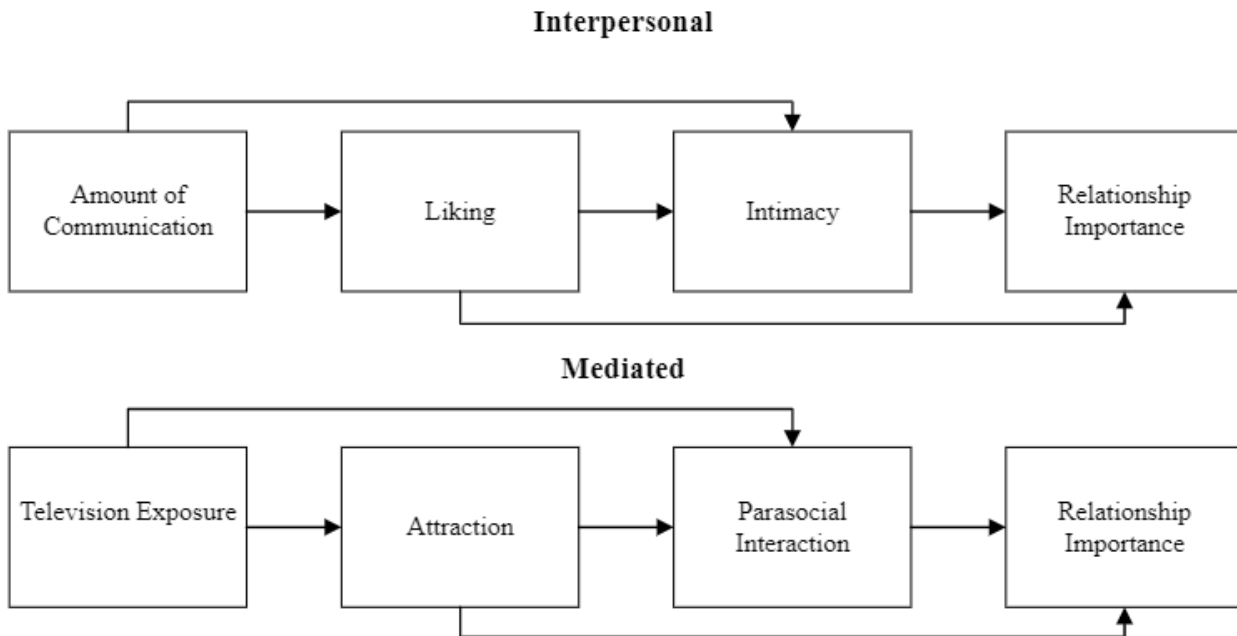 Interpersonal
Amount of
Communication
Liking
Intimacy
Relationship
Importance
Mediated
Television Exposure
Attraction
Parasocial
Interaction
Relationship
Importance